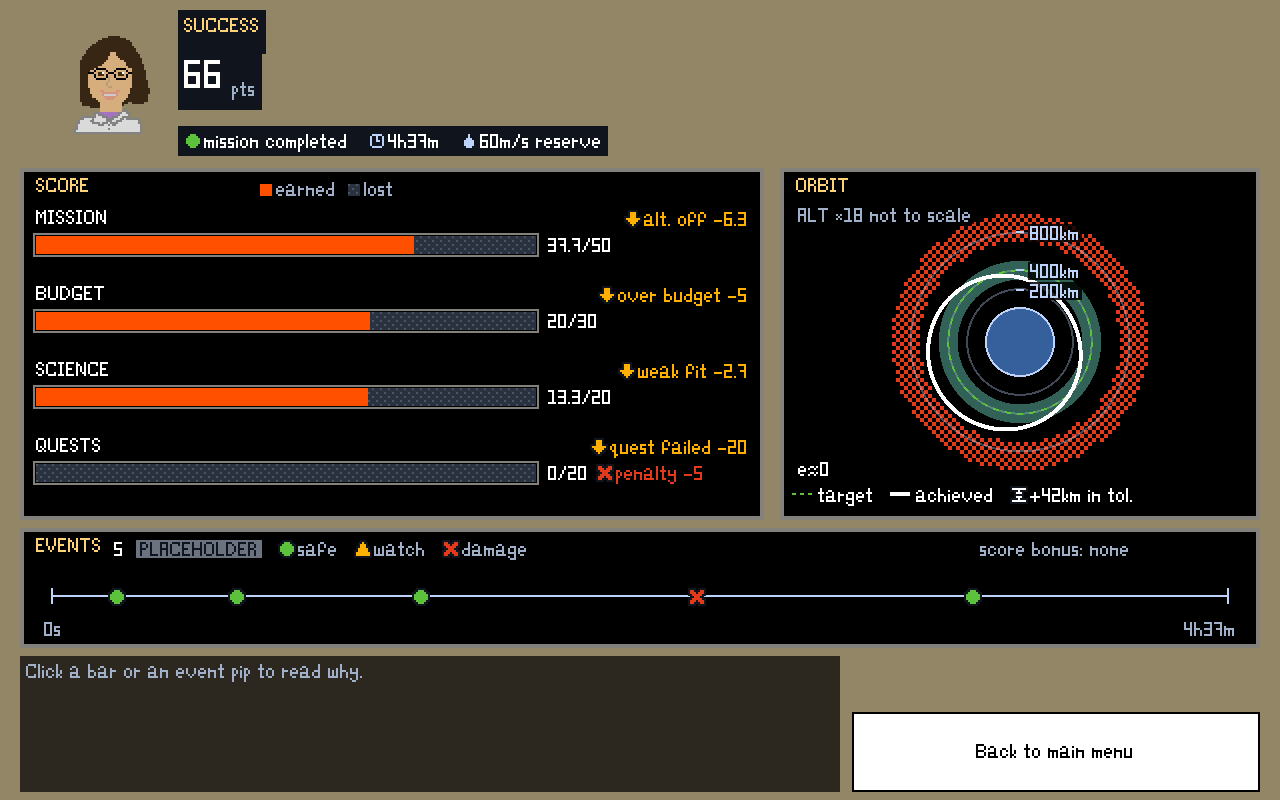 SUCCESS
66 pts
mission completed 4h37m 60m/s reserve
SCORE earned lost
MISSION alt. off -6.3
37.7/50
BUDGET over budget -5
20/30
SCIENCE weak fit -2.7
13.3/20
QUESTS quest failed -20
0/20 penalty -5
ORBIT
ALT ×18 not to scale
800km
400km
200km
e≈0
target achieved +42km in tol.
EVENTS 5 PLACEHOLDER safe watch damage score bonus: none
0s 4h37m
Click a bar or an event pip to read why.
Back to main menu